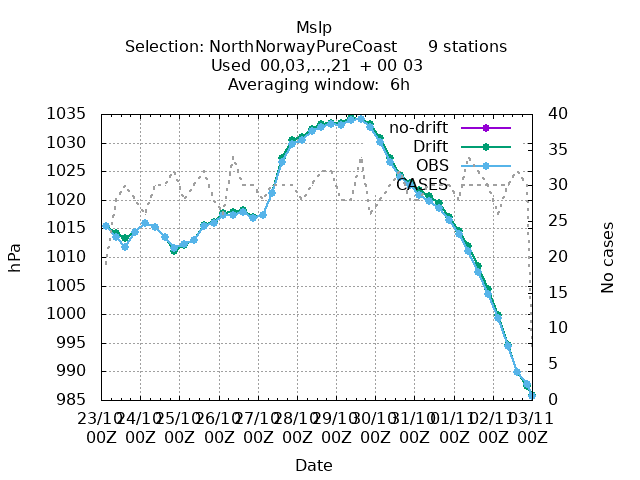 Mslp
Selection: NorthNorwayPureCoast 9 stations
Used 00,03,...,21 + 00 03
Averaging window: 6h
1035
1030
1025
1020
1015
1010
1005
1000
995
990
985
40
35
30
25
20
15
10
5
0
no-drift
Drift
OBS
CASES
hPa
No cases
23/10 24/10 25/10 26/10 27/10 28/10 29/10 30/10 31/10 01/11 02/11 03/11
00Z 00Z 00Z 00Z 00Z 00Z 00Z 00Z 00Z 00Z 00Z 00Z
Date